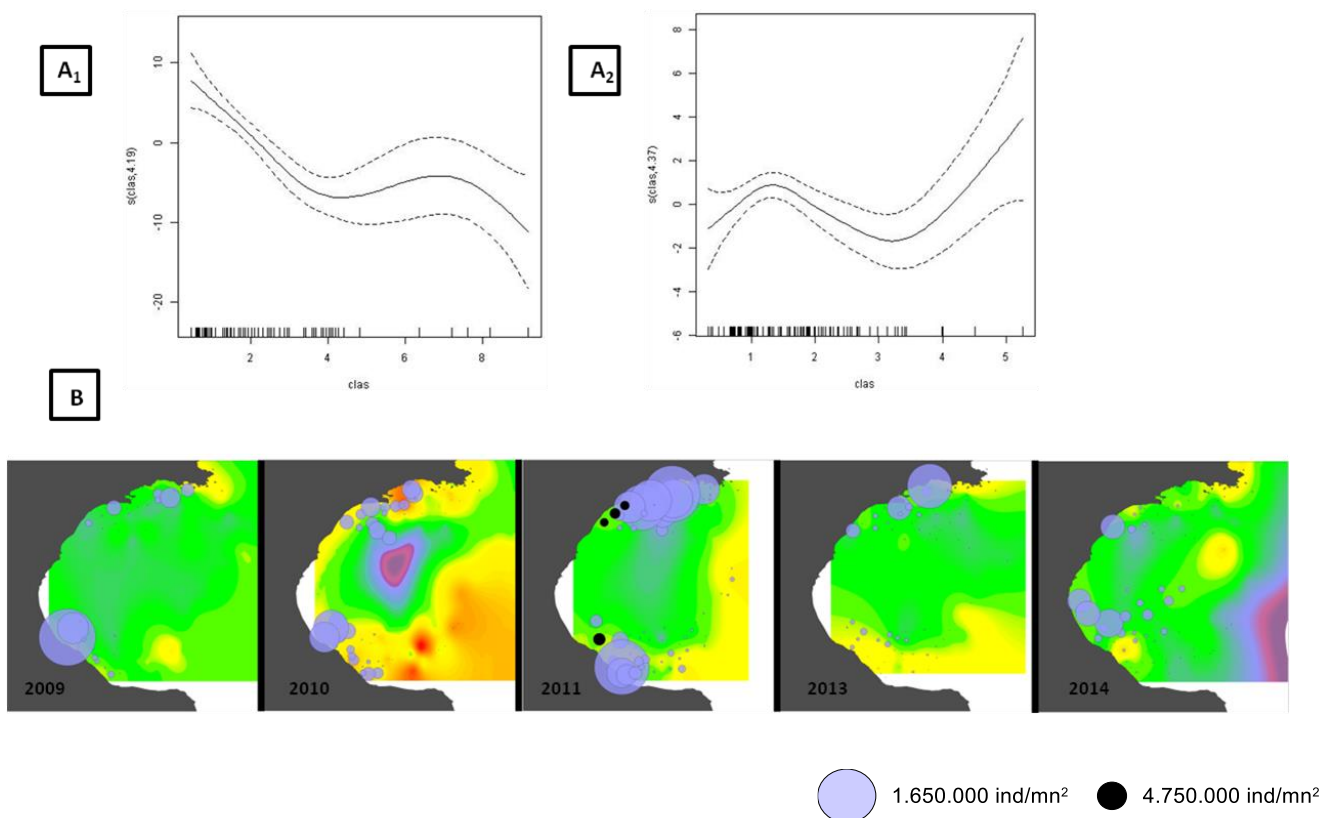 A1
10
0
-10
-20
s(clas,4.19)
2
4
6
8
clas
A2
8
6
4
2
0
-2
-4
-6
s(clas,4.37)
1
2
3
4
5
clas
B
2009
2010
2011
2013
2014
1.650.000 ind/mn²
4.750.000 ind/mn²